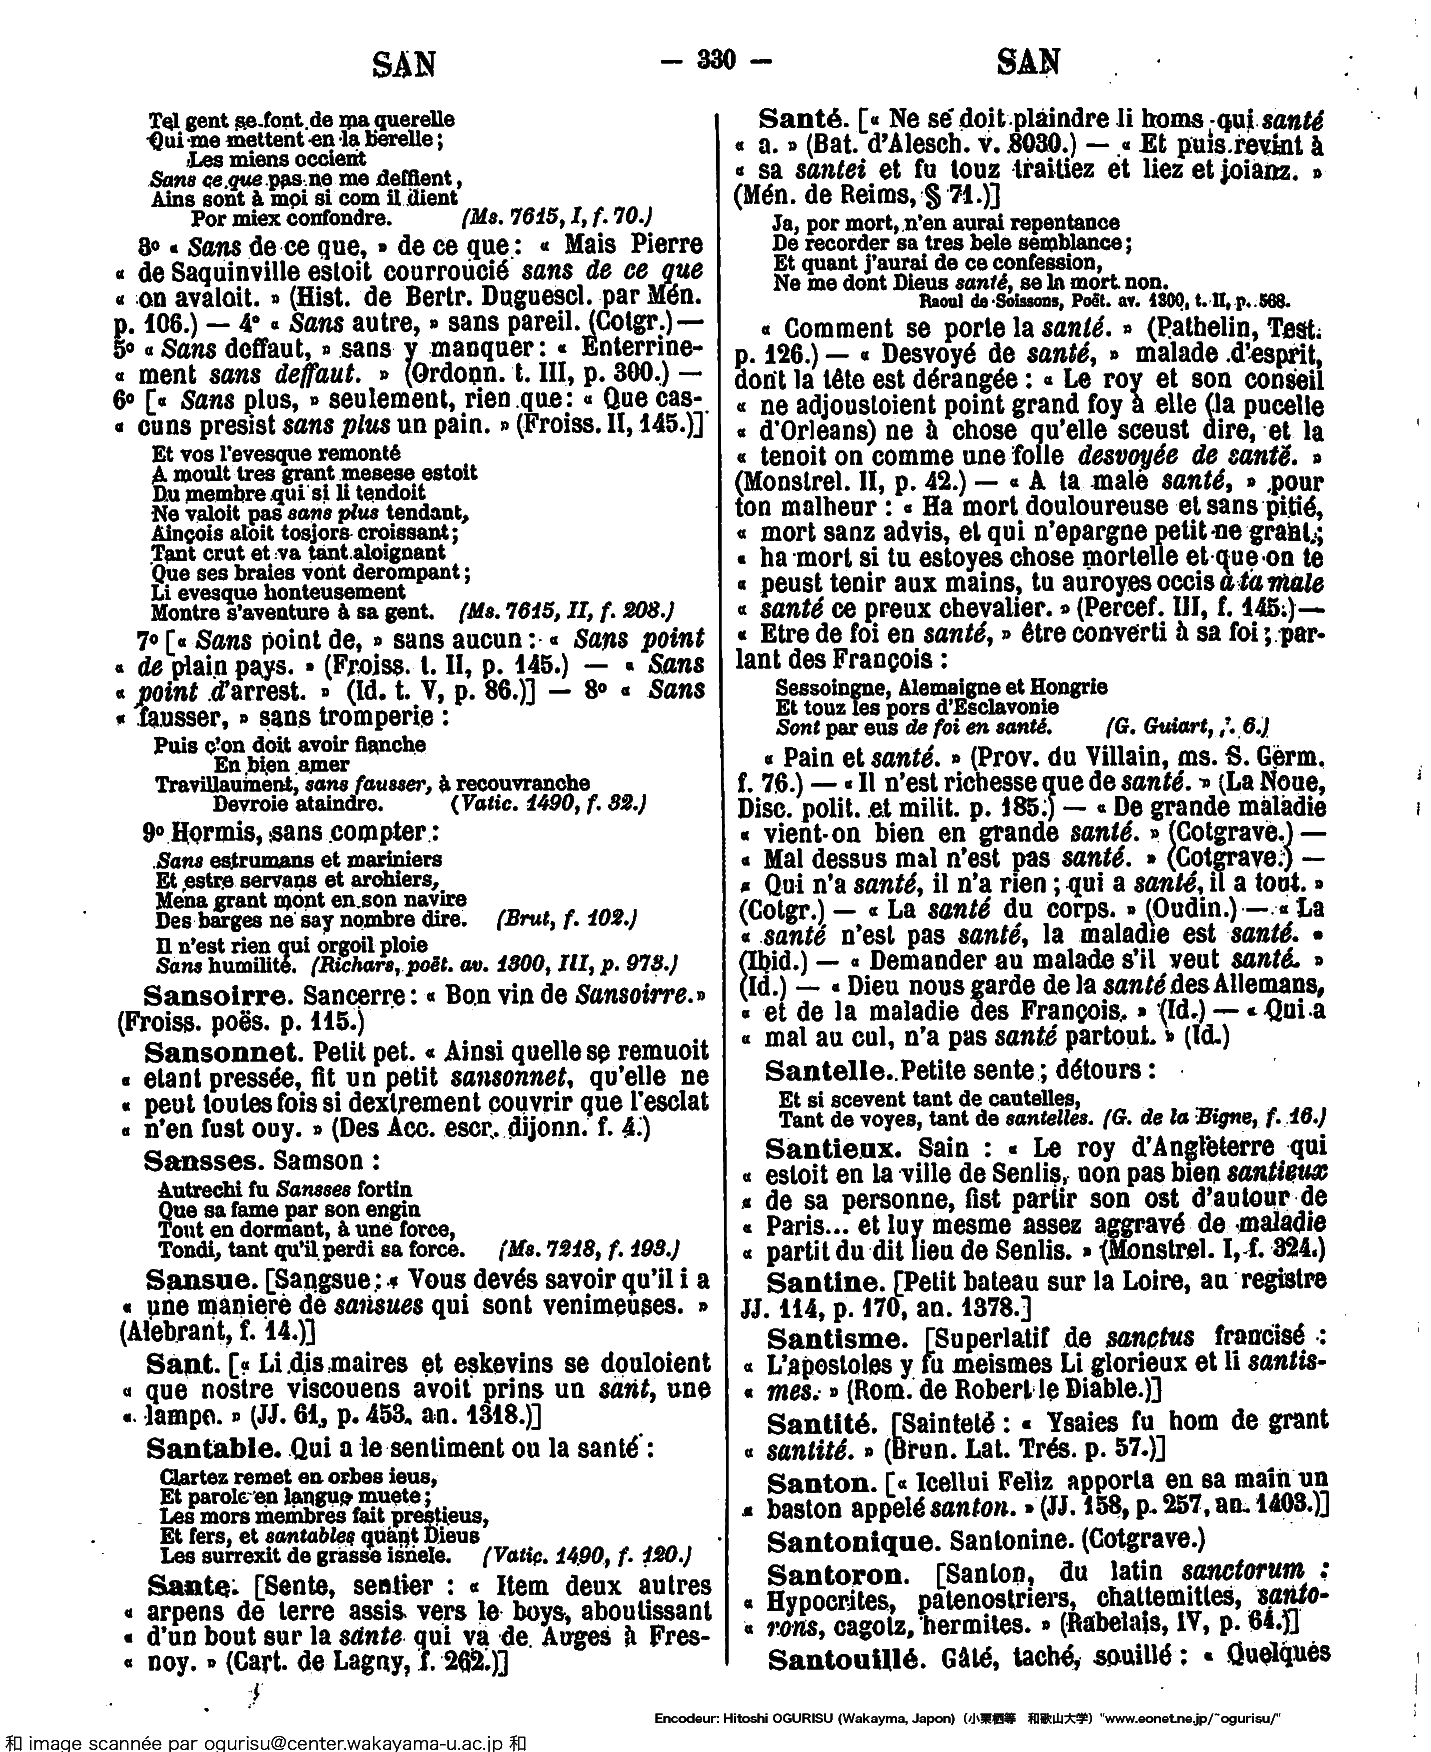 SAN — 330 — SAN
Tel gent se font de ma querelle
Qui me mettent en la berelle ;
Les miens occient
Sans ce que pas ne me deffient,
Ains sont à moi si com il dient
Por miex confondre. (Ms. 7615, I, f. 70.)
3º « Sans de ce que, » de ce que : « Mais Pierre
« de Saquinville estoit courroucié sans de ce que
« on avaloit. » (Hist. de Bertr. Duguescl. par Mén.
p. 106.) — 4º « Sans autre, » sans pareil. (Cotgr.) —
5º « Sans deffaut, » sans y manquer : « Enterrine-
« ment sans deffaut. » (Ordonn. t. III, p. 300.) —
6º [« Sans plus, » seulement, rien que : « Que cas-
« cuns presist sans plus un pain. » (Froiss. II, 145.)]
Et vos l'evesque remonté
A moult tres grant mesese estoit
Du membre qui si li tendoit
Ne valoit pas sans plus tendant,
Ainçois aloit tosjors croissant ;
Tant crut et va tant aloignant
Que ses braies vont derompant ;
Li evesque honteusement
Montre s'aventure à sa gent. (Ms. 7615, II, f. 208.)
7º [« Sans point de, » sans aucun : « Sans point
« de plain pays. » (Froiss. t. II, p. 145.) — « Sans
« point d'arrest. » (Id. t. V, p. 86.)] — 8º « Sans
« fausser, » sans tromperie :
Puis c'on doit avoir fianche
En bien amer
Travillaument, sans fausser, à recouvranche
Devroie ataindre. (Vatic. 1490, f. 32.)
9º Hormis, sans compter :
Sans estrumans et mariniers
Et estre servans et archiers,
Mena grant mont en son navire
Des barges ne say nombre dire. (Brut, f. 102.)
Il n'est rien qui orgoil ploie
Sans humilité. (Richars, poët. av. 1300, III, p. 973.)
Sansoirre. Sancerre : « Bon vin de Sansoirre. »
(Froiss. poës. p. 115.)
Sansonnet. Petit pet. « Ainsi quelle se remuoit
« etant pressée, fit un petit sansonnet, qu'elle ne
« peut toutes fois si dextrement couvrir que l'esclat
« n'en fust ouy. » (Des Acc. escr. dijonn. f. 4.)
Sansses. Samson :
Autrechi fu Sansses fortin
Que sa fame par son engin
Tout en dormant, à une force,
Tondi, tant qu'il perdi sa force. (Ms. 7218, f. 193.)
Sansue. [Sangsue : « Vous devés savoir qu'il i a
« une maniere de sansues qui sont venimeuses. »
(Alebrant, f. 14.)]
Sant. [« Li dis maires et eskevins se douloient
« que nostre viscouens avoit prins un sant, une
« lampe. » (JJ. 61, p. 453, an. 1318.)]
Santable. Qui a le sentiment ou la santé :
Clartez remet en orbes ieus,
Et parole en langue muete ;
Les mors membres fait prestieus,
Et fers, et santables quant Dieus
Les surrexit de grasse isnele. (Vatic. 1490, f. 120.)
Sante. [Sente, sentier : « Item deux autres
« arpens de terre assis vers le boys, aboutissant
« d'un bout sur la sante qui va de Auges à Fres-
« noy. » (Cart. de Lagny, f. 262.)]
Santé. [« Ne se doit plaindre li homs qui santé
« a. » (Bat. d'Alesch. v. 8030.) — « Et puis revint à
« sa santei et fu touz traitiez et liez et joianz. »
(Mén. de Reims, § 71.)]
Ja, por mort, n'en aurai repentance
De recorder sa tres bele semblance ;
Et quant j'aurai de ce confession,
Ne me dont Dieus santé, se la mort non.
Raoul de Soissons, Poët. av. 1300, t. II, p. 568.
« Comment se porte la santé. » (Pathelin, Test.
p. 126.) — « Desvoyé de santé, » malade d'esprit,
dont la tête est dérangée : « Le roy et son conseil
« ne adjoustoient point grand foy à elle (la pucelle
« d'Orleans) ne à chose qu'elle sceust dire, et la
« tenoit on comme une folle desvoyée de santé. »
(Monstrel. II, p. 42.) — « A ta male santé, » pour
ton malheur : « Ha mort douloureuse et sans pitié,
« mort sanz advis, et qui n'epargne petit ne grant ;
« ha mort si tu estoyes chose mortelle et que on te
« peust tenir aux mains, tu auroyes occis à ta male
« santé ce preux chevalier. » (Percef. III, f. 145.) —
« Etre de foi en santé, » être converti à sa foi ; par-
lant des François :
Sessoingne, Alemaigne et Hongrie
Et touz les pors d'Esclavonie
Sont par eus de foi en santé. (G. Guiart, f. 6.)
« Pain et santé. » (Prov. du Villain, ms. S. Germ.
f. 76.) — « Il n'est richesse que de santé. » (La Noue,
Disc. polit. et milit. p. 185.) — « De grande maladie
« vient-on bien en grande santé. » (Cotgrave.) —
« Mal dessus mal n'est pas santé. » (Cotgrave.) —
« Qui n'a santé, il n'a rien ; qui a santé, il a tout. »
(Cotgr.) — « La santé du corps. » (Oudin.) — « La
« santé n'est pas santé, la maladie est santé. »
(Ibid.) — « Demander au malade s'il veut santé. »
(Id.) — « Dieu nous garde de la santé des Allemans,
« et de la maladie des François. » (Id.) — « Qui a
« mal au cul, n'a pas santé partout. » (Id.)
Santelle. Petite sente ; détours :
Et si scevent tant de cautelles,
Tant de voyes, tant de santelles. (G. de la Bigne, f. 16.)
Santieux. Sain : « Le roy d'Angleterre qui
« estoit en la ville de Senlis, non pas bien santieux
« de sa personne, fist partir son ost d'autour de
« Paris... et luy mesme assez aggravé de maladie
« partit du dit lieu de Senlis. » (Monstrel. I, f. 324.)
Santine. [Petit bateau sur la Loire, au registre
JJ. 114, p. 170, an. 1378.]
Santisme. [Superlatif de sanctus francisé :
« L'apostoles y fu meismes Li glorieux et li santis-
« mes. » (Rom. de Robert le Diable.)]
Santité. [Sainteté : « Ysaies fu hom de grant
« santité. » (Brun. Lat. Trés. p. 57.)]
Santon. [« Icellui Feliz apporta en sa main un
« baston appelé santon. » (JJ. 158, p. 257, an. 1403.)]
Santonique. Santonine. (Cotgrave.)
Santoron. [Santon, du latin sanctorum :
« Hypocrites, patenostriers, chattemittes, santo-
« rons, cagotz, hermites. » (Rabelais, IV, p. 64.)]
Santouillé. Gâté, taché, souillé : « Quelques
Encodeur: Hitoshi OGURISU (Wakayma, Japon)（小栗栖等 和歌山大学）"www.eonet.ne.jp/~ogurisu/"
和 image scannée par ogurisu@center.wakayama-u.ac.jp 和